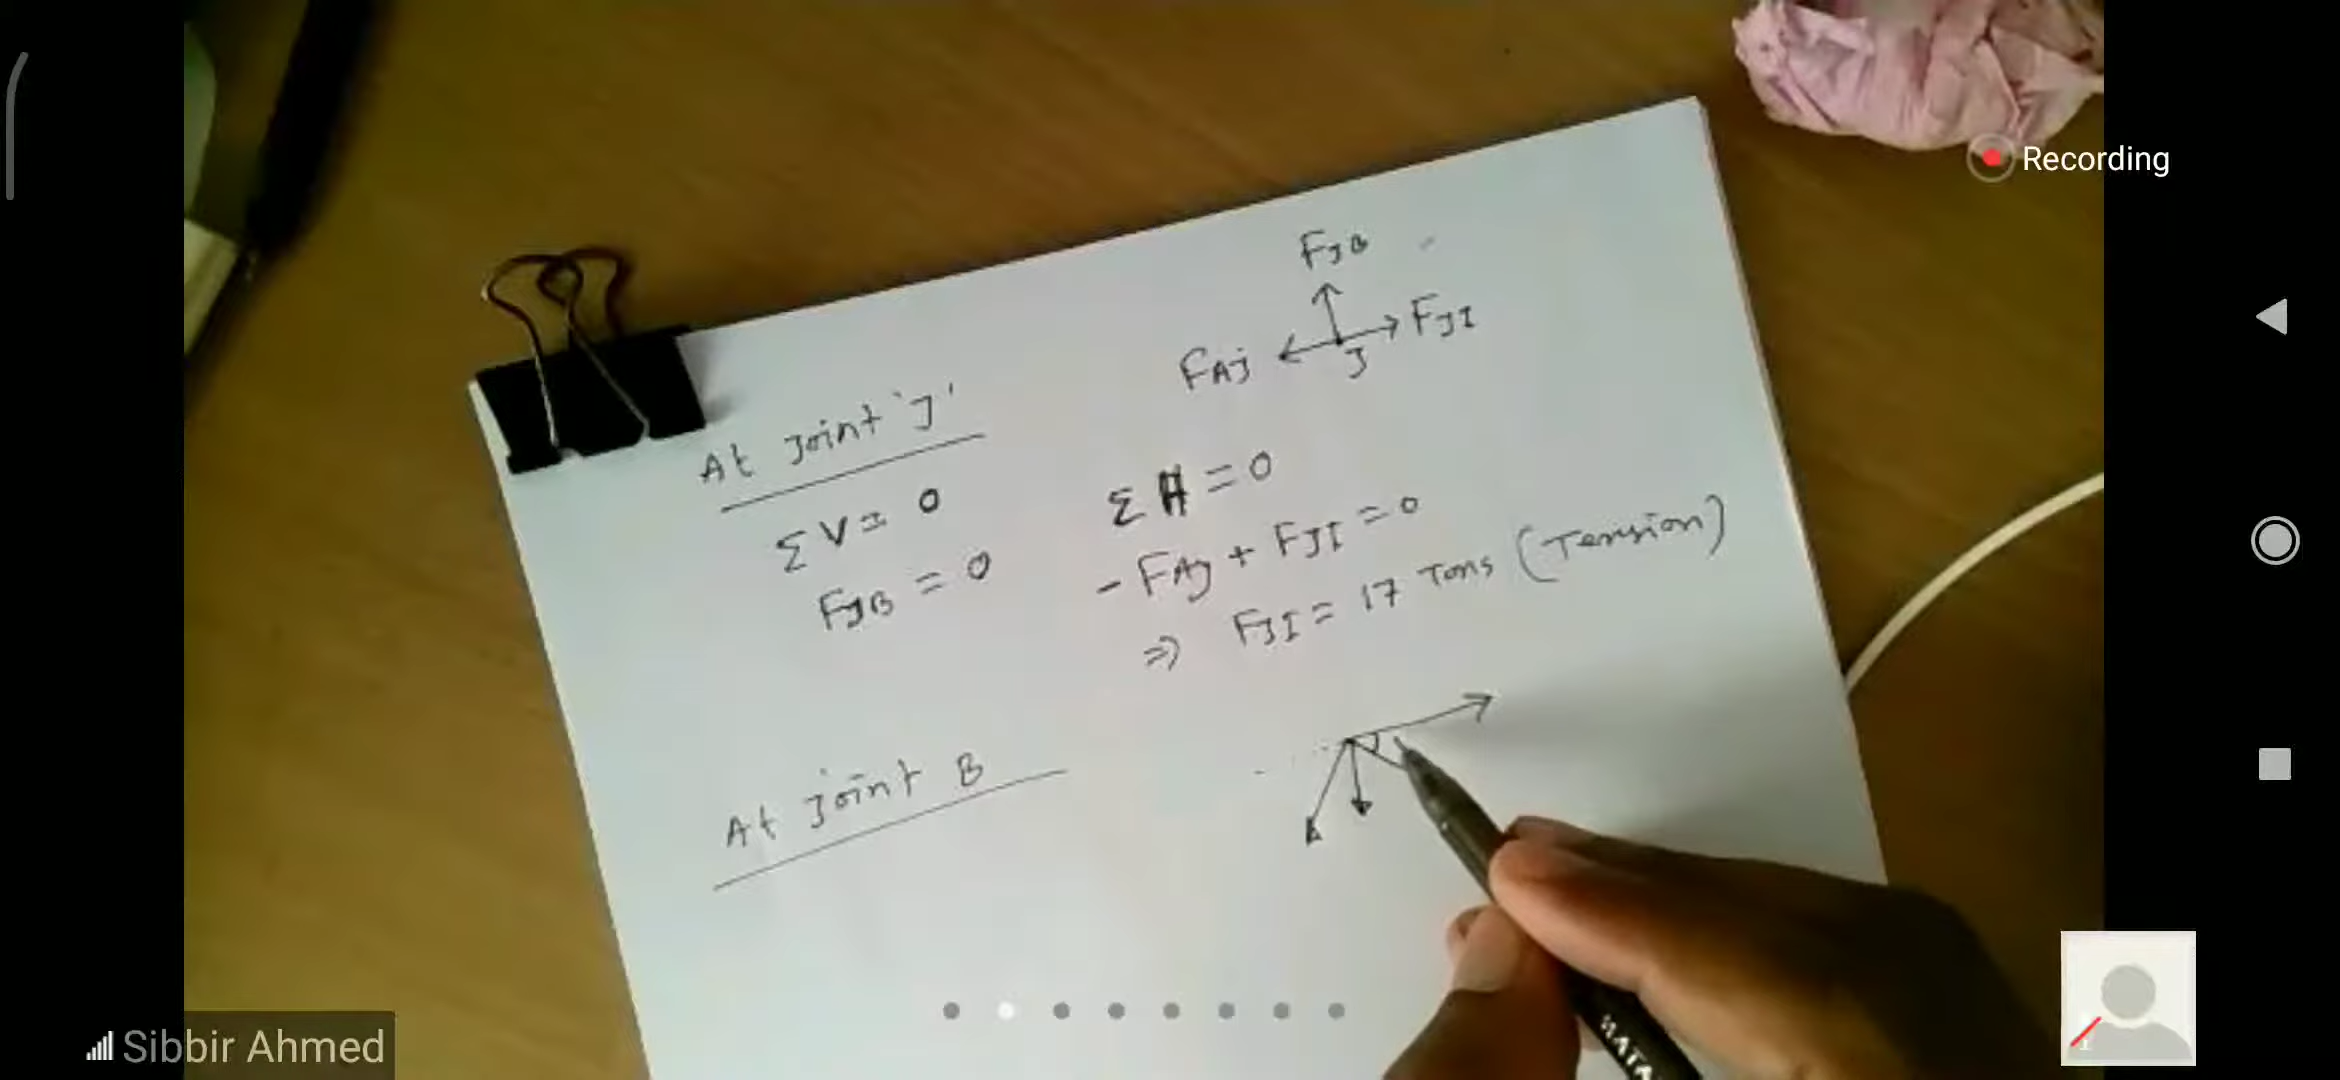 Recording
FJB
FAJ
J
FJI
At Joint 'J'
ΣV = 0
ΣH = 0
FJB = 0
- FAJ + FJI = 0
⇒ FJI = 17 Tons (Tension)
At Joint B
MATA
Sibbir Ahmed